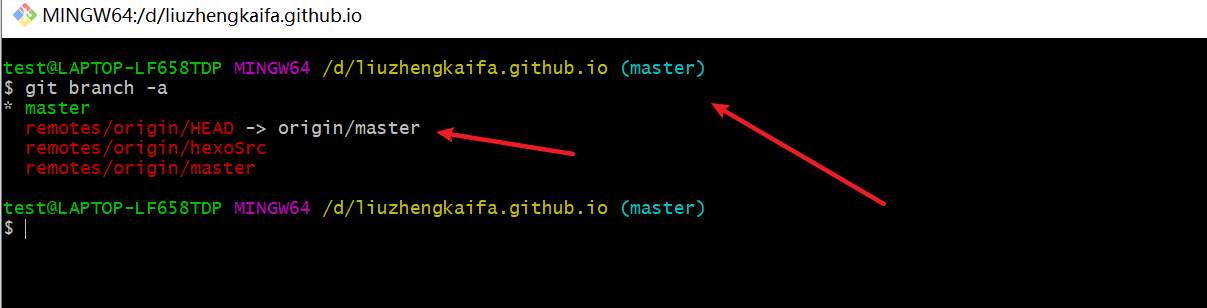 MINGW64:/d/liuzhengkaifa.github.io
test@LAPTOP-LF658TDP MINGW64 /d/liuzhengkaifa.github.io (master)
$ git branch -a
* master
  remotes/origin/HEAD -> origin/master
  remotes/origin/hexoSrc
  remotes/origin/master
test@LAPTOP-LF658TDP MINGW64 /d/liuzhengkaifa.github.io (master)
$